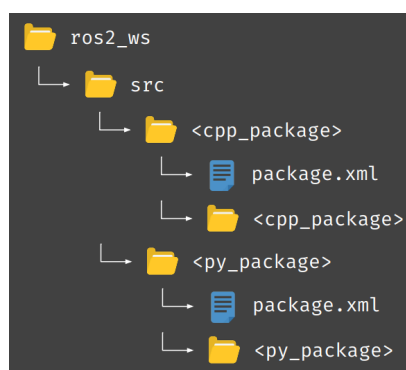 ros2_ws
src
<cpp_package>
package.xml
<cpp_package>
<py_package>
package.xml
<py_package>